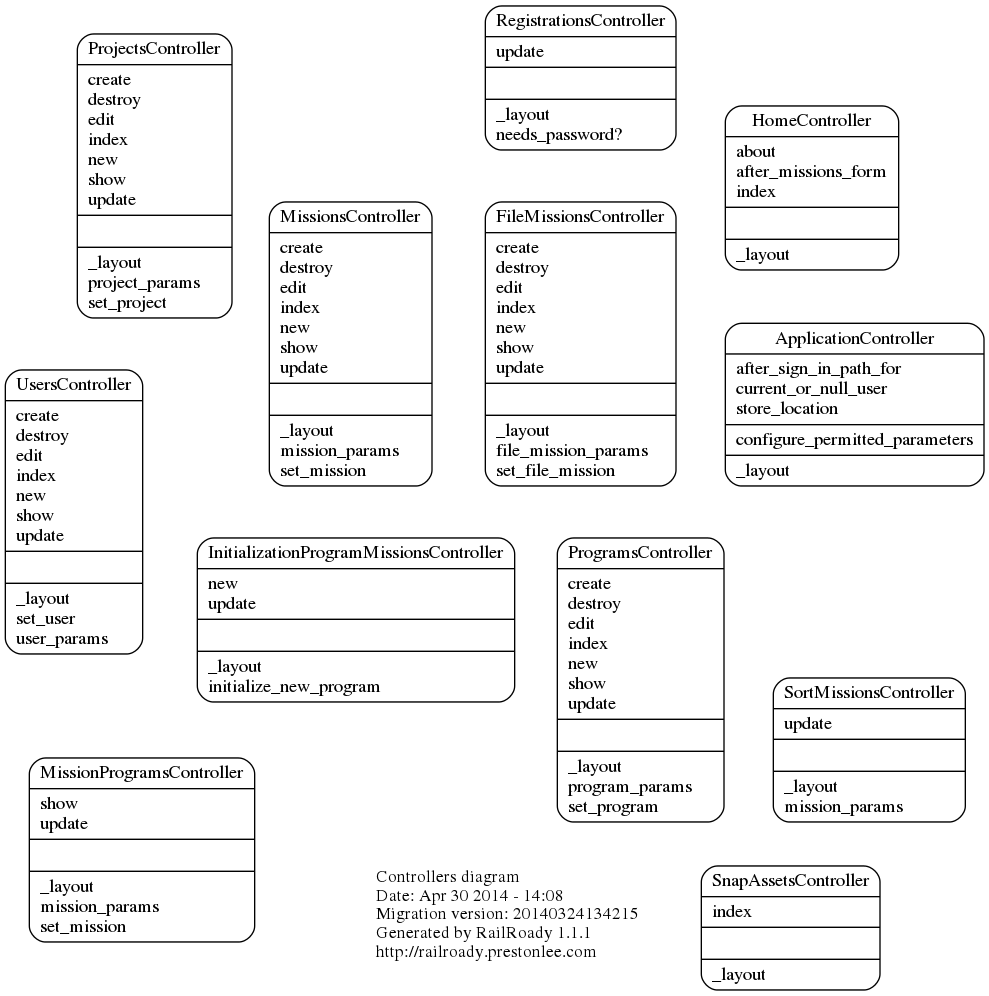 RegistrationsController
update
_layout
needs_password?
ProjectsController
create
destroy
edit
index
new
show
update
_layout
project_params
set_project
HomeController
about
after_missions_form
index
_layout
MissionsController
create
destroy
edit
index
new
show
update
_layout
mission_params
set_mission
FileMissionsController
create
destroy
edit
index
new
show
update
_layout
file_mission_params
set_file_mission
ApplicationController
after_sign_in_path_for
current_or_null_user
store_location
configure_permitted_parameters
_layout
UsersController
create
destroy
edit
index
new
show
update
_layout
set_user
user_params
InitializationProgramMissionsController
new
update
_layout
initialize_new_program
ProgramsController
create
destroy
edit
index
new
show
update
_layout
program_params
set_program
SortMissionsController
update
_layout
mission_params
MissionProgramsController
show
update
_layout
mission_params
set_mission
Controllers diagram
Date: Apr 30 2014 - 14:08
Migration version: 20140324134215
Generated by RailRoady 1.1.1
http://railroady.prestonlee.com
SnapAssetsController
index
_layout